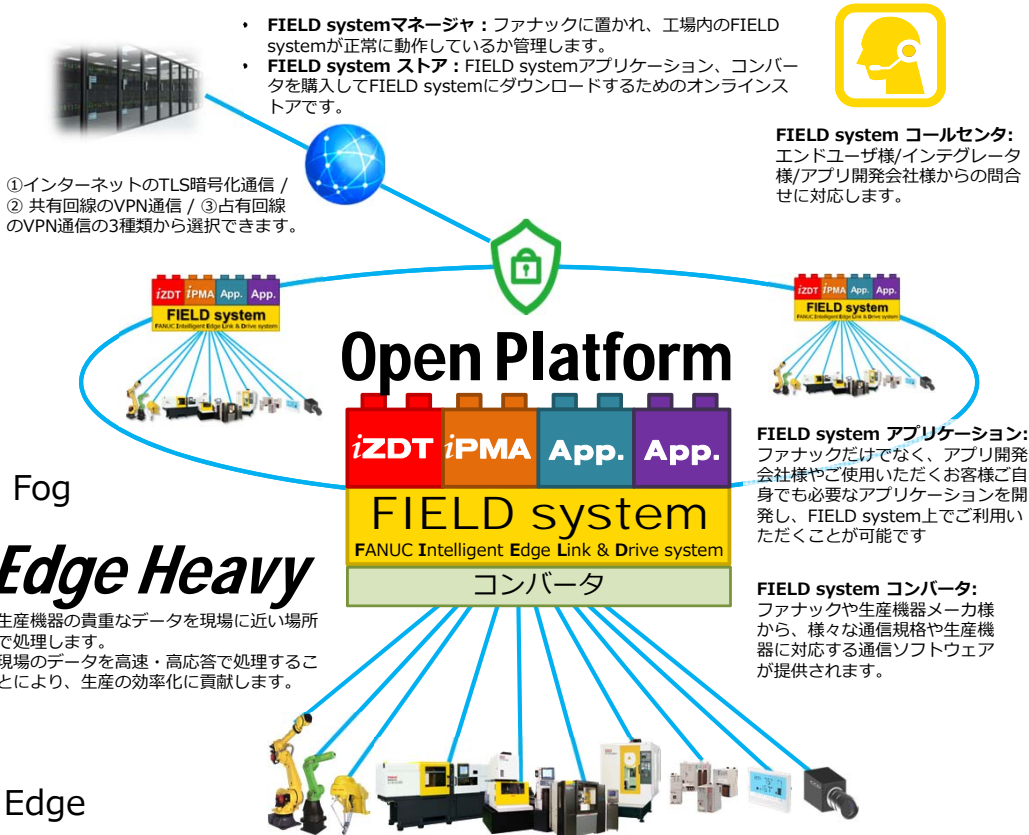 ・ FIELD systemマネージャ：ファナックに置かれ、工場内のFIELD
systemが正常に動作しているか管理します。
・ FIELD system ストア：FIELD systemアプリケーション、コンバー
タを購入してFIELD systemにダウンロードするためのオンラインス
トアです。
FIELD system コールセンタ:
エンドユーザ様/インテグレータ
様/アプリ開発会社様からの問合
せに対応します。
①インターネットのTLS暗号化通信 /
② 共有回線のVPN通信 / ③占有回線
のVPN通信の3種類から選択できます。
iZDT iPMA App. App.
FIELD system
FANUC Intelligent Edge Link & Drive system
iZDT iPMA App. App.
FIELD system
FANUC Intelligent Edge Link & Drive system
Open Platform
iZDT iPMA App. App.
FIELD system
FANUC Intelligent Edge Link & Drive system
コンバータ
FIELD system アプリケーション:
ファナックだけでなく、アプリ開発
会社様やご使用いただくお客様ご自
身でも必要なアプリケーションを開
発し、FIELD system上でご利用い
ただくことが可能です
Fog
Edge Heavy
生産機器の貴重なデータを現場に近い場所
で処理します。
現場のデータを高速・高応答で処理するこ
とにより、生産の効率化に貢献します。
FIELD system コンバータ:
ファナックや生産機器メーカ様
から、様々な通信規格や生産機
器に対応する通信ソフトウェア
が提供されます。
Edge